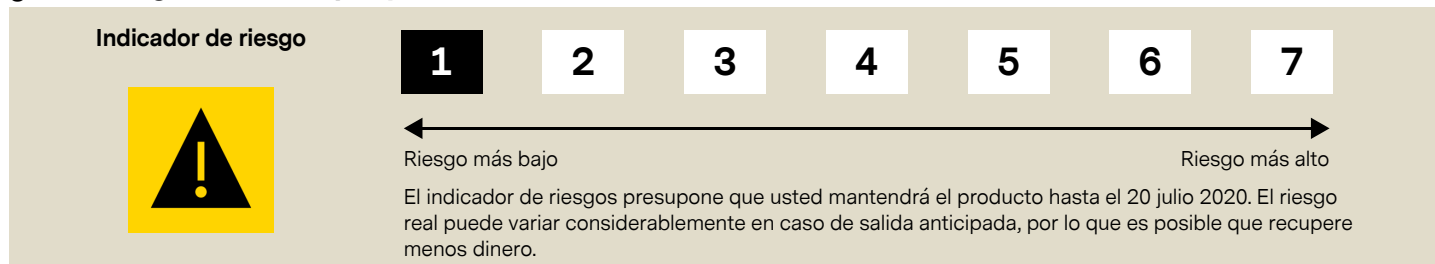 Indicador de riesgo
1 2 3 4 5 6 7
!
Riesgo más bajo Riesgo más alto
El indicador de riesgos presupone que usted mantendrá el producto hasta el 20 julio 2020. El riesgo
real puede variar considerablemente en caso de salida anticipada, por lo que es posible que recupere
menos dinero.